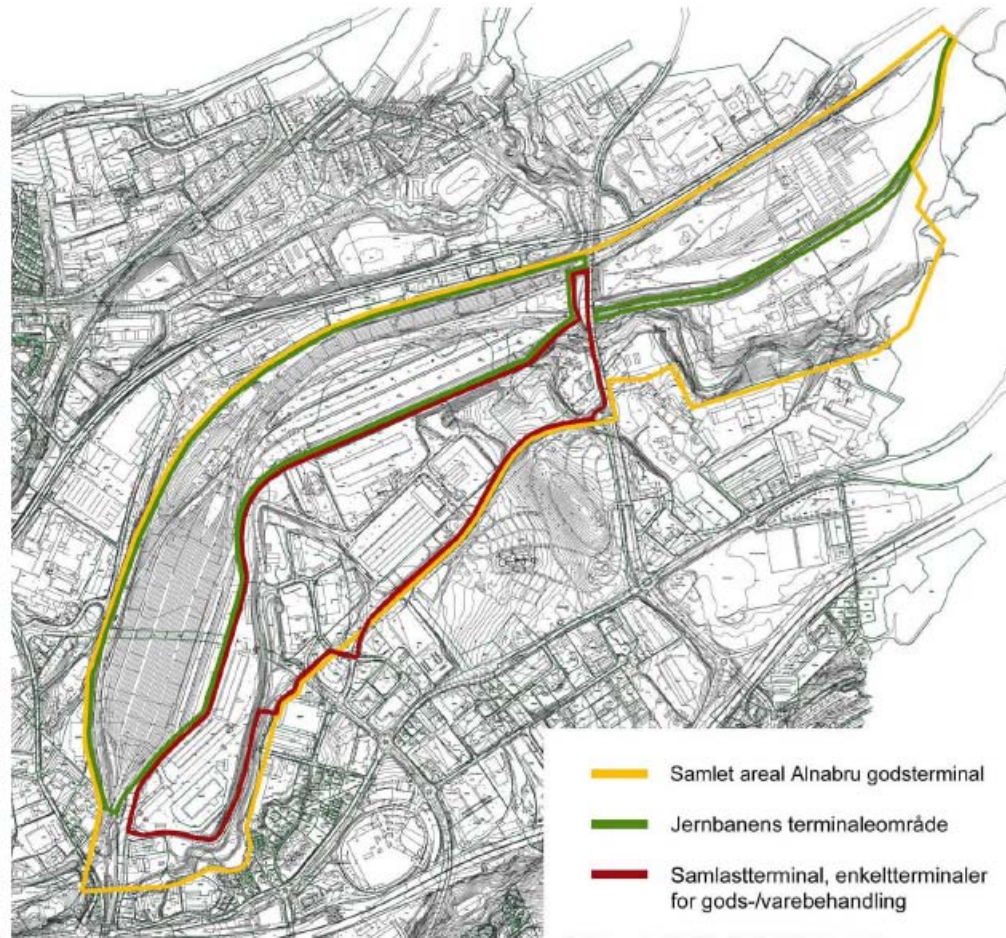 Samlet areal Alnabru godsterminal
Jernbanens terminaleområde
Samlastterminal, enkeltterminaler
for gods-/varebehandling